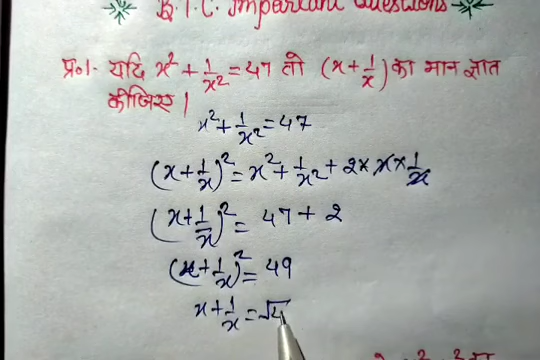 B.T.C. Important Questions
प्र०1- यदि x² + 1/x² = 47 तो (x + 1/x) का मान ज्ञात
कीजिए।
x² + 1/x² = 47
(x + 1/x)² = x² + 1/x² + 2 × x × 1/x
(x + 1/x)² = 47 + 2
(x + 1/x)² = 49
x + 1/x = √4